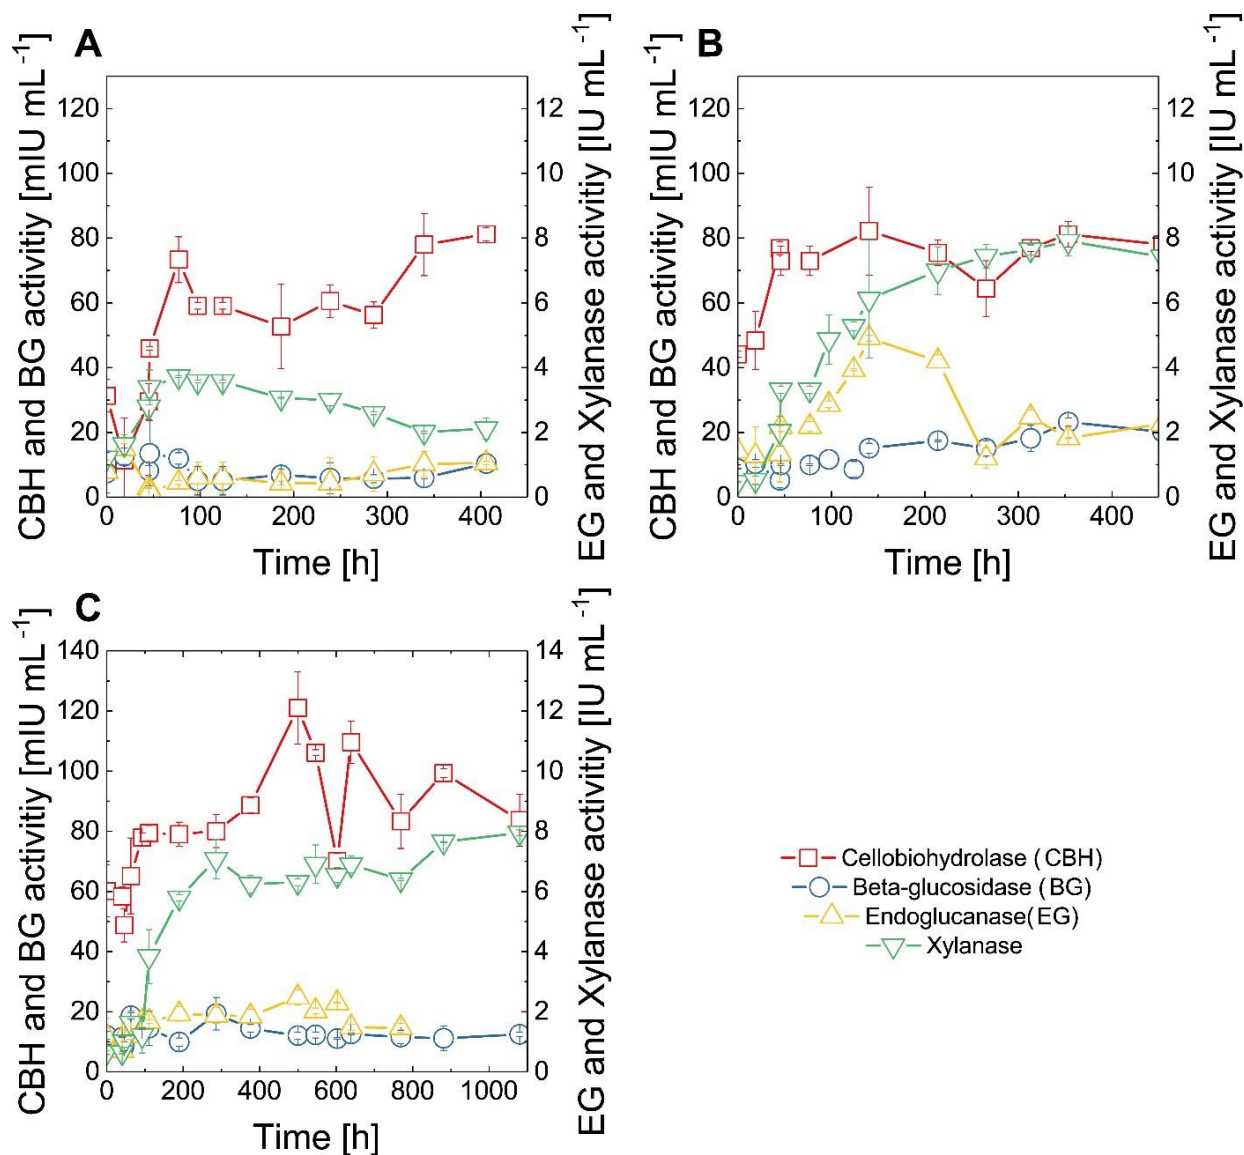 A
CBH and BG activitiy [mIU mL⁻¹]
120
100
80
60
40
20
0
0 100 200 300 400
Time [h]
12
10
8
6
4
2
0
EG and Xylanase activitiy [IU mL⁻¹]
B
CBH and BG activitiy [mIU mL⁻¹]
120
100
80
60
40
20
0
0 100 200 300 400
Time [h]
12
10
8
6
4
2
0
EG and Xylanase activitiy [IU mL⁻¹]
C
CBH and BG activitiy [mIU mL⁻¹]
140
120
100
80
60
40
20
0
0 200 400 600 800 1000
Time [h]
14
12
10
8
6
4
2
0
EG and Xylanase activitiy [IU mL⁻¹]
Cellobiohydrolase (CBH)
Beta-glucosidase (BG)
Endoglucanase(EG)
Xylanase